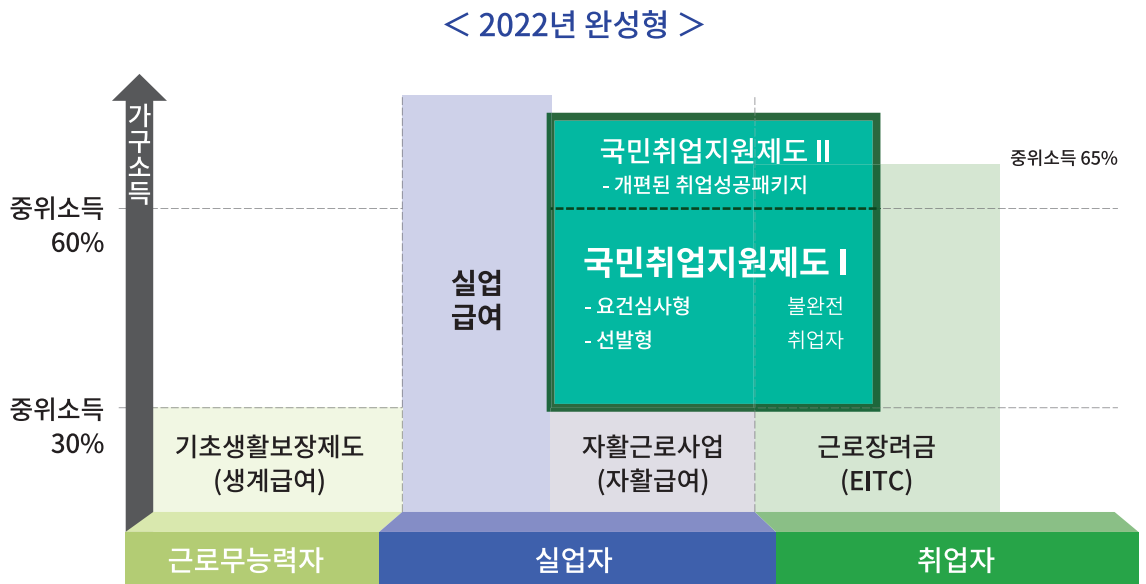 < 2022년 완성형 >
가구소득
중위소득 65%
국민취업지원제도 II
- 개편된 취업성공패키지
중위소득
60%
국민취업지원제도 I
- 요건심사형
- 선발형
불완전
취업자
실업
급여
중위소득
30%
기초생활보장제도
(생계급여)
자활근로사업
(자활급여)
근로장려금
(EITC)
근로무능력자
실업자
취업자